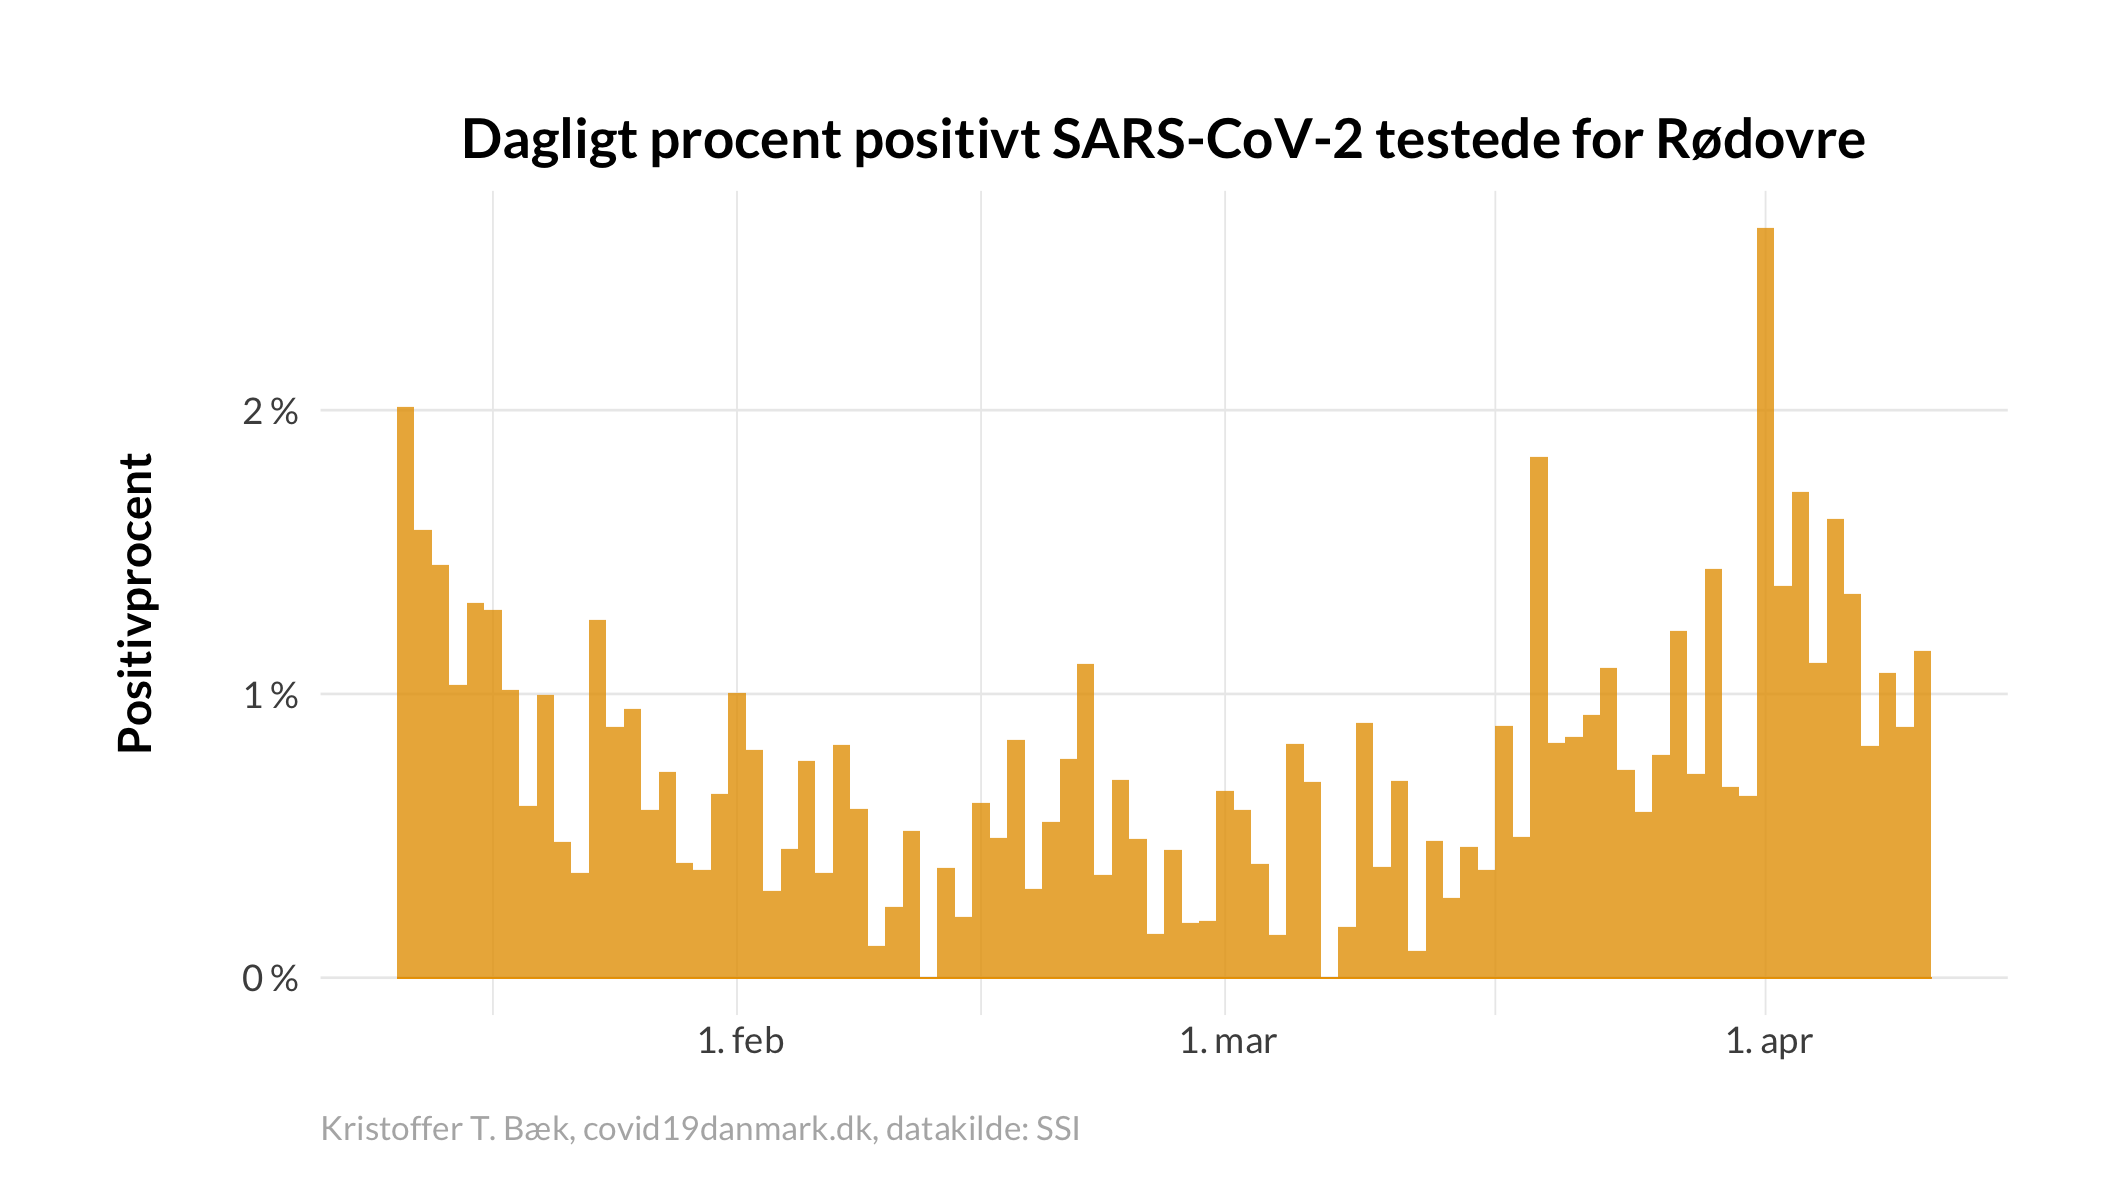 Dagligt procent positivt SARS-CoV-2 testede for Rødovre
Positivprocent
2 %
1 %
0 %
1. feb
1. mar
1. apr
Kristoffer T. Bæk, covid19danmark.dk, datakilde: SSI